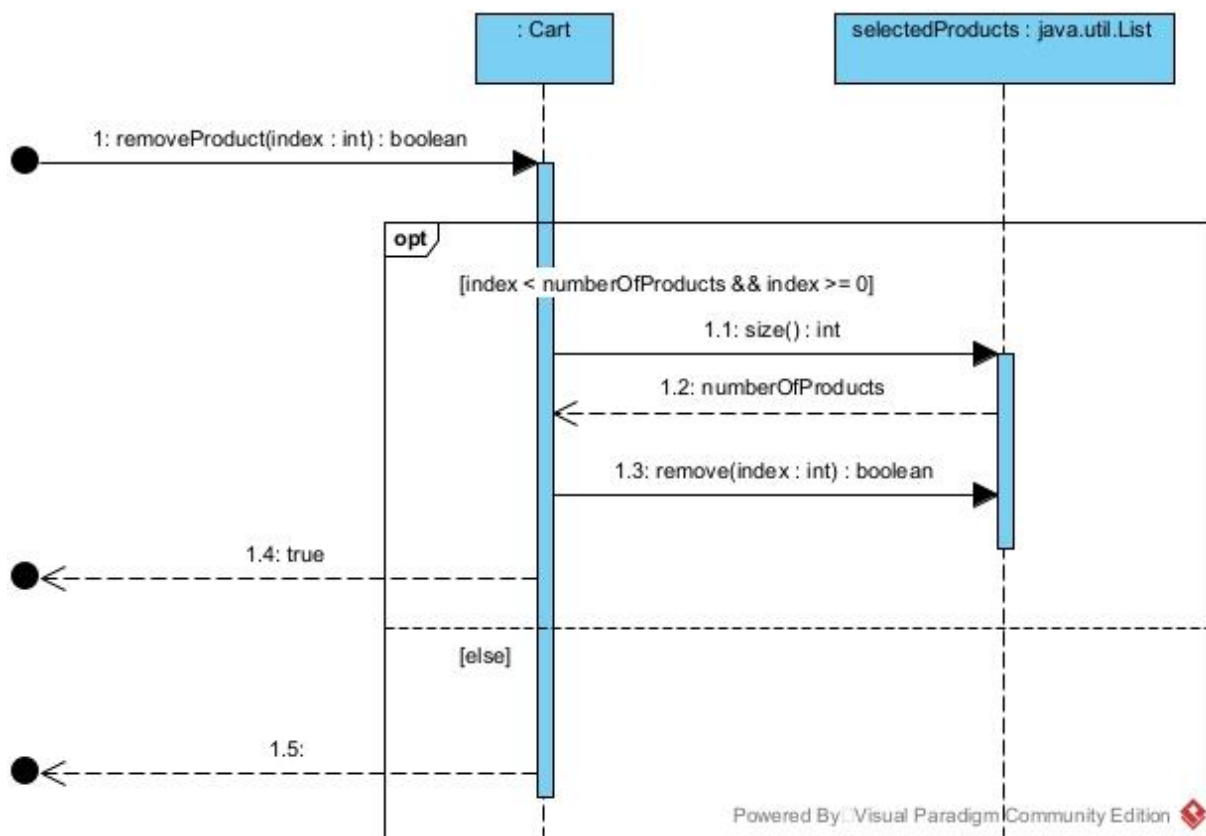 : Cart
selectedProducts : java.util.List
1: removeProduct(index : int) : boolean
opt
[index < numberOfProducts && index >= 0]
1.1: size() : int
1.2: numberOfProducts
1.3: remove(index : int) : boolean
1.4: true
[else]
1.5:
Powered By Visual Paradigm Community Edition